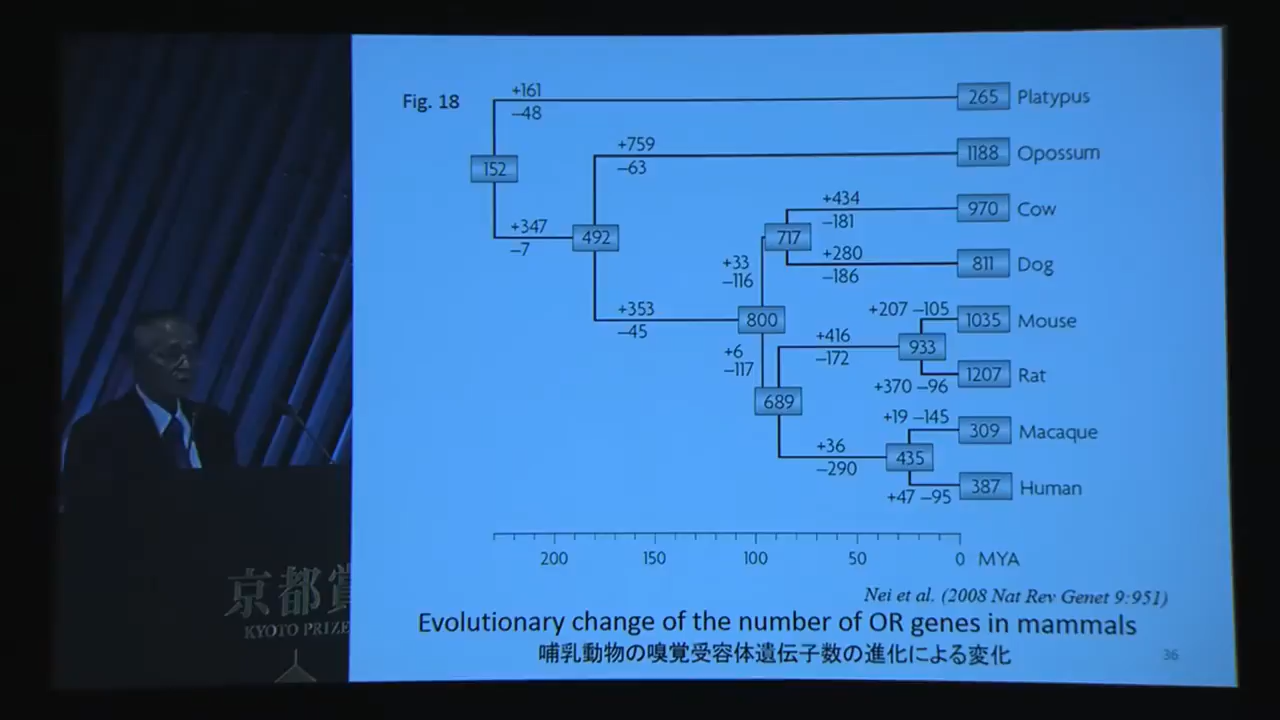 Fig. 18
+161
–48
265 Platypus
152
+759
–63
1188 Opossum
+347
–7
492
+434
–181
970 Cow
717
+33
–116
+280
–186
811 Dog
+353
–45
800
+207 –105
1035 Mouse
+6
–117
+416
–172
933
+370 –96
1207 Rat
689
+19 –145
309 Macaque
+36
–290
435
+47 –95
387 Human
200 150 100 50 0 MYA
Nei et al. (2008 Nat Rev Genet 9:951)
Evolutionary change of the number of OR genes in mammals
哺乳動物の嗅覚受容体遺伝子数の進化による変化
36
京都賞
KYOTO PRIZE